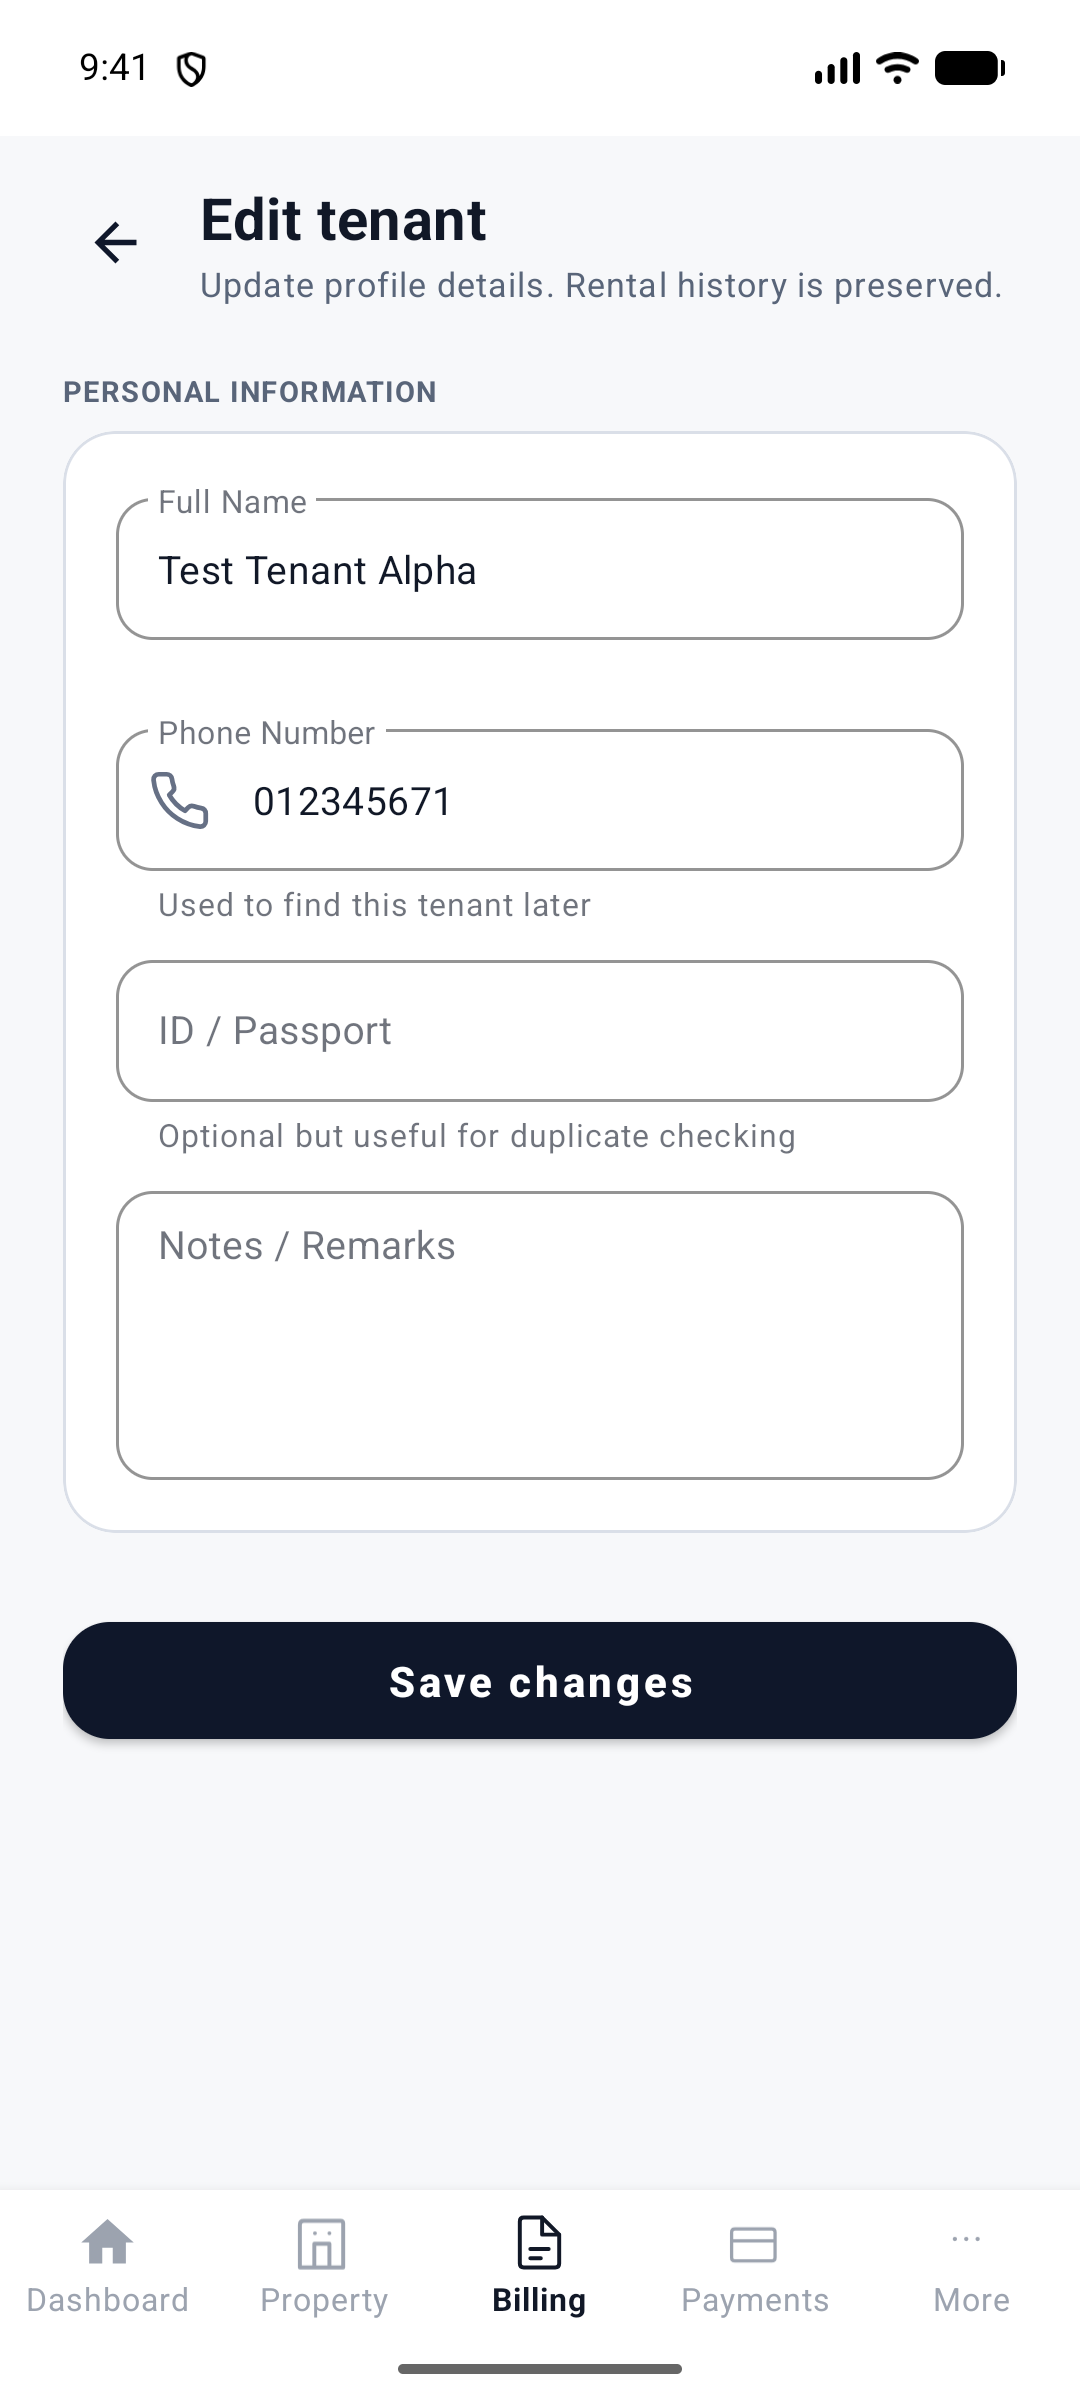 9:41
Edit tenant
Update profile details. Rental history is preserved.
PERSONAL INFORMATION
Full Name
Test Tenant Alpha
Phone Number
012345671
Used to find this tenant later
ID / Passport
Optional but useful for duplicate checking
Notes / Remarks
Save changes
Dashboard Property Billing Payments More